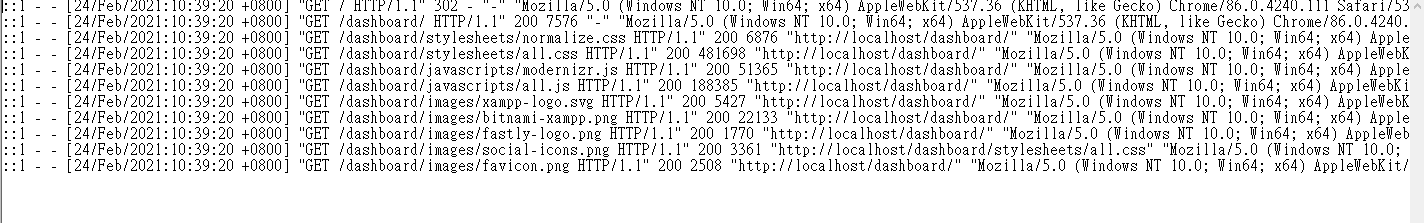 ::1 - - [24/Feb/2021:10:39:20 +0800] "GET / HTTP/1.1" 302 - "-" "Mozilla/5.0 (Windows NT 10.0; Win64; x64) AppleWebKit/537.36 (KHTML, like Gecko) Chrome/86.0.4240.111 Safari/53
::1 - - [24/Feb/2021:10:39:20 +0800] "GET /dashboard/ HTTP/1.1" 200 7576 "-" "Mozilla/5.0 (Windows NT 10.0; Win64; x64) AppleWebKit/537.36 (KHTML, like Gecko) Chrome/86.0.4240.
::1 - - [24/Feb/2021:10:39:20 +0800] "GET /dashboard/stylesheets/normalize.css HTTP/1.1" 200 6876 "http://localhost/dashboard/" "Mozilla/5.0 (Windows NT 10.0; Win64; x64) Apple
::1 - - [24/Feb/2021:10:39:20 +0800] "GET /dashboard/stylesheets/all.css HTTP/1.1" 200 481698 "http://localhost/dashboard/" "Mozilla/5.0 (Windows NT 10.0; Win64; x64) AppleWebK
::1 - - [24/Feb/2021:10:39:20 +0800] "GET /dashboard/javascripts/modernizr.js HTTP/1.1" 200 51365 "http://localhost/dashboard/" "Mozilla/5.0 (Windows NT 10.0; Win64; x64) Apple
::1 - - [24/Feb/2021:10:39:20 +0800] "GET /dashboard/javascripts/all.js HTTP/1.1" 200 188385 "http://localhost/dashboard/" "Mozilla/5.0 (Windows NT 10.0; Win64; x64) AppleWebKi
::1 - - [24/Feb/2021:10:39:20 +0800] "GET /dashboard/images/xampp-logo.svg HTTP/1.1" 200 5427 "http://localhost/dashboard/" "Mozilla/5.0 (Windows NT 10.0; Win64; x64) AppleWebK
::1 - - [24/Feb/2021:10:39:20 +0800] "GET /dashboard/images/bitnami-xampp.png HTTP/1.1" 200 22133 "http://localhost/dashboard/" "Mozilla/5.0 (Windows NT 10.0; Win64; x64) Apple
::1 - - [24/Feb/2021:10:39:20 +0800] "GET /dashboard/images/fastly-logo.png HTTP/1.1" 200 1770 "http://localhost/dashboard/" "Mozilla/5.0 (Windows NT 10.0; Win64; x64) AppleWeb
::1 - - [24/Feb/2021:10:39:20 +0800] "GET /dashboard/images/social-icons.png HTTP/1.1" 200 3361 "http://localhost/dashboard/stylesheets/all.css" "Mozilla/5.0 (Windows NT 10.0;
::1 - - [24/Feb/2021:10:39:20 +0800] "GET /dashboard/images/favicon.png HTTP/1.1" 200 2508 "http://localhost/dashboard/" "Mozilla/5.0 (Windows NT 10.0; Win64; x64) AppleWebKit/